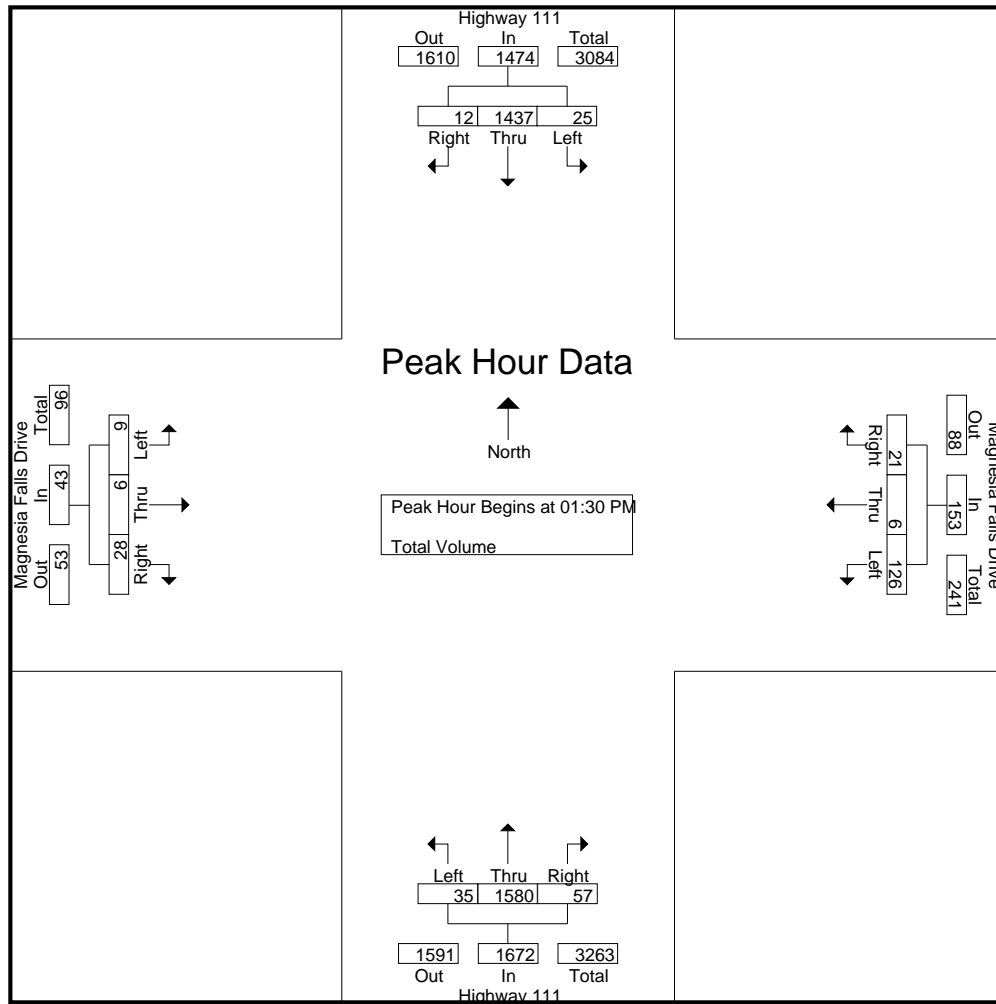 Highway 111
Out In Total
1610 1474 3084
12 1437 25
Right Thru Left
Peak Hour Data
North
Peak Hour Begins at 01:30 PM
Total Volume
Magnesia Falls Drive
Out In Total
53 43 96
9 6 28
Left Thru Right
Magnesia Falls Drive
Out In Total
88 153 241
21 6 126
Right Thru Left
Left Thru Right
35 1580 57
1591 1672 3263
Out In Total
Highway 111